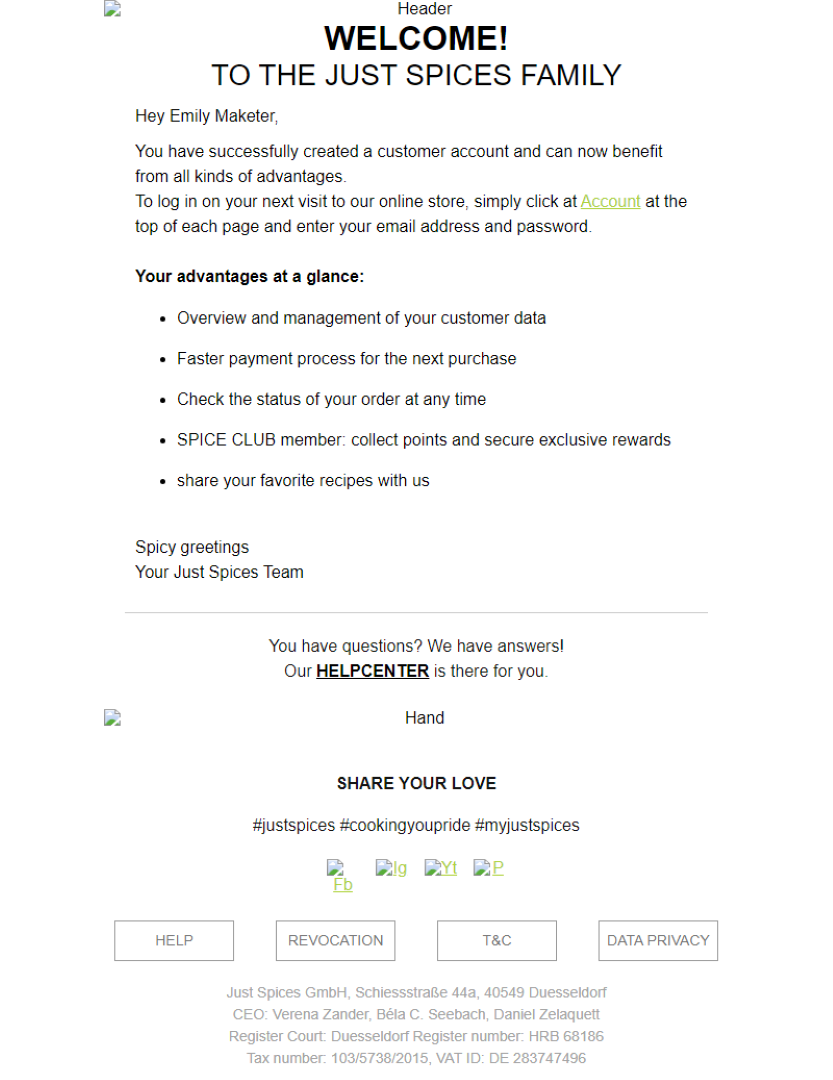 Header
WELCOME!
TO THE JUST SPICES FAMILY
Hey Emily Maketer,
You have successfully created a customer account and can now benefit
from all kinds of advantages.
To log in on your next visit to our online store, simply click at Account at the
top of each page and enter your email address and password.
Your advantages at a glance:
• Overview and management of your customer data
• Faster payment process for the next purchase
• Check the status of your order at any time
• SPICE CLUB member: collect points and secure exclusive rewards
• share your favorite recipes with us
Spicy greetings
Your Just Spices Team
You have questions? We have answers!
Our HELPCENTER is there for you.
Hand
SHARE YOUR LOVE
#justspices #cookingyoupride #myjustspices
Fb Ig Yt P
HELP REVOCATION T&C DATA PRIVACY
Just Spices GmbH, Schiessstraße 44a, 40549 Duesseldorf
CEO: Verena Zander, Béla C. Seebach, Daniel Zelaquett
Register Court: Duesseldorf Register number: HRB 68186
Tax number: 103/5738/2015, VAT ID: DE 283747496